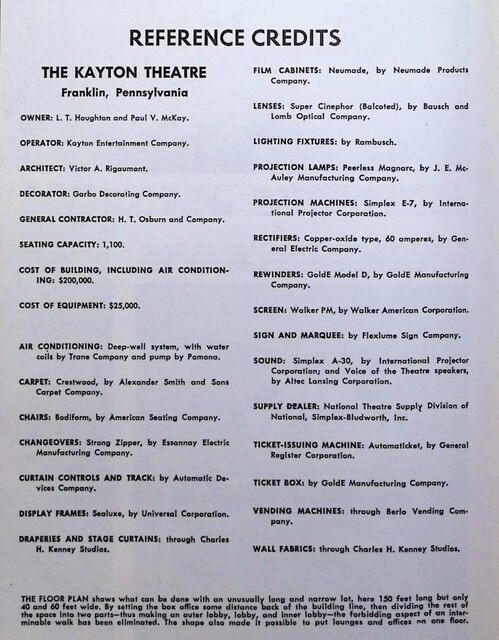 REFERENCE CREDITS
THE KAYTON THEATRE
Franklin, Pennsylvania
OWNER: L. T. Houghton and Paul V. McKay.
OPERATOR: Kayton Entertainment Company.
ARCHITECT: Victor A. Rigaumont.
DECORATOR: Garbo Decorating Company.
GENERAL CONTRACTOR: H. T. Osburn and Company.
SEATING CAPACITY: 1,100.
COST OF BUILDING, INCLUDING AIR CONDITION-
ING: $200,000.
COST OF EQUIPMENT: $25,000.
AIR CONDITIONING: Deep-well system, with water
coils by Trane Company and pump by Pomona.
CARPET: Crestwood, by Alexander Smith and Sons
Carpet Company.
CHAIRS: Bodiform, by American Seating Company.
CHANGEOVERS: Strong Zipper, by Essannay Electric
Manufacturing Company.
CURTAIN CONTROLS AND TRACK: by Automatic De-
vices Company.
DISPLAY FRAMES: Sealuxe, by Universal Corporation.
DRAPERIES AND STAGE CURTAINS: through Charles
H. Kenney Studios.
FILM CABINETS: Neumade, by Neumade Products
Company.
LENSES: Super Cinephor (Balcoted), by Bausch and
Lomb Optical Company.
LIGHTING FIXTURES: by Rambusch.
PROJECTION LAMPS: Peerless Magnarc, by J. E. Mc-
Auley Manufacturing Company.
PROJECTION MACHINES: Simplex E-7, by Interna-
tional Projector Corporation.
RECTIFIERS: Copper-oxide type, 60 amperes, by Gen-
eral Electric Company.
REWINDERS: GoldE Model D, by GoldE Manufacturing
Company.
SCREEN: Walker PM, by Walker American Corporation.
SIGN AND MARQUEE: by Flexlume Sign Company.
SOUND: Simplex A-30, by International Projector
Corporation; and Voice of the Theatre speakers,
by Altec Lansing Corporation.
SUPPLY DEALER: National Theatre Supply Division of
National, Simplex-Bludworth, Inc.
TICKET-ISSUING MACHINE: Automaticket, by General
Register Corporation.
TICKET BOX: by GoldE Manufacturing Company.
VENDING MACHINES: through Berlo Vending Com-
pany.
WALL FABRICS: through Charles H. Kenney Studios.
THE FLOOR PLAN shows what can be done with an unusually long and narrow lot, here 150 feet long but only
40 and 60 feet wide. By setting the box office some distance back of the building line, then dividing the rest of
the space into two parts—thus making an outer lobby, lobby, and inner lobby—the forbidding aspect of an inter-
minable walk has been eliminated. The shape also made it possible to put lounges and offices on one floor.